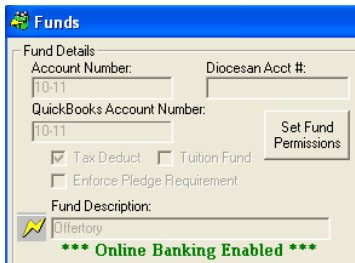 Funds
Fund Details
Account Number: Diocesan Acct #:
10-11
QuickBooks Account Number:
10-11
Set Fund
Permissions
Tax Deduct Tuition Fund
Enforce Pledge Requirement
Fund Description:
Offertory
*** Online Banking Enabled ***